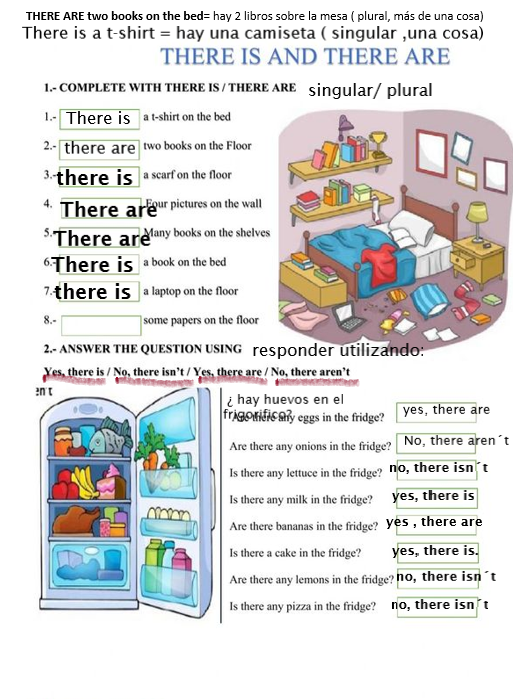 THERE ARE two books on the bed= hay 2 libros sobre la mesa ( plural, más de una cosa)
There is a t-shirt = hay una camiseta ( singular ,una cosa)
THERE IS AND THERE ARE
1.- COMPLETE WITH THERE IS / THERE ARE singular/ plural
1.- There is a t-shirt on the bed
2.- there are two books on the Floor
3.- there is a scarf on the floor
4. There are Four pictures on the wall
5. There are Many books on the shelves
6. There is a book on the bed
7. there is a laptop on the floor
8.- some papers on the floor
2.- ANSWER THE QUESTION USING responder utilizando:
Yes, there is / No, there isn't / Yes, there are / No, there aren't
en't
¿ hay huevos en el
frigorifico?
Are there any eggs in the fridge? yes, there are
Are there any onions in the fridge? No, there aren´t
Is there any lettuce in the fridge? no, there isn´t
Is there any milk in the fridge? yes, there is
Are there bananas in the fridge? yes , there are
Is there a cake in the fridge? yes, there is.
Are there any lemons in the fridge? no, there isn´t
Is there any pizza in the fridge? no, there isn´t